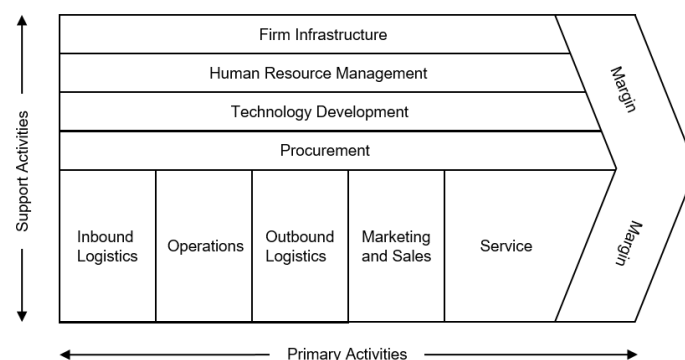 Firm Infrastructure
Human Resource Management
Technology Development
Procurement
Support Activities
Margin
Inbound
Logistics
Operations
Outbound
Logistics
Marketing
and Sales
Service
Margin
Primary Activities